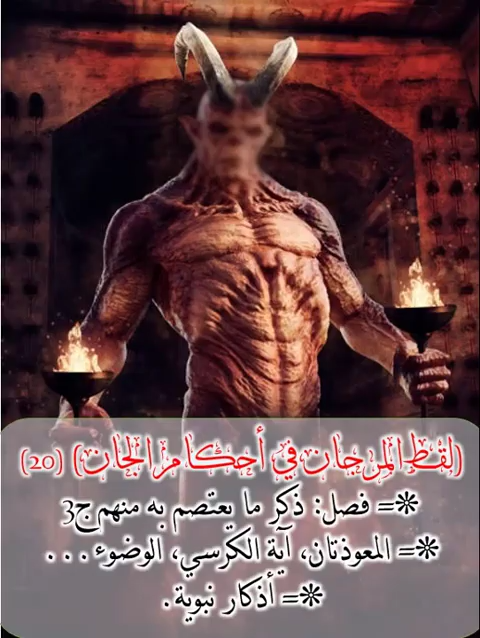 (لقط المرجان في أحكام الجان) (20)
❊= فصل: ذكر ما يعتصم به منهم ج3
❊= المعوذتان، آية الكرسي، الوضوء...
❊= أذكار نبوية.